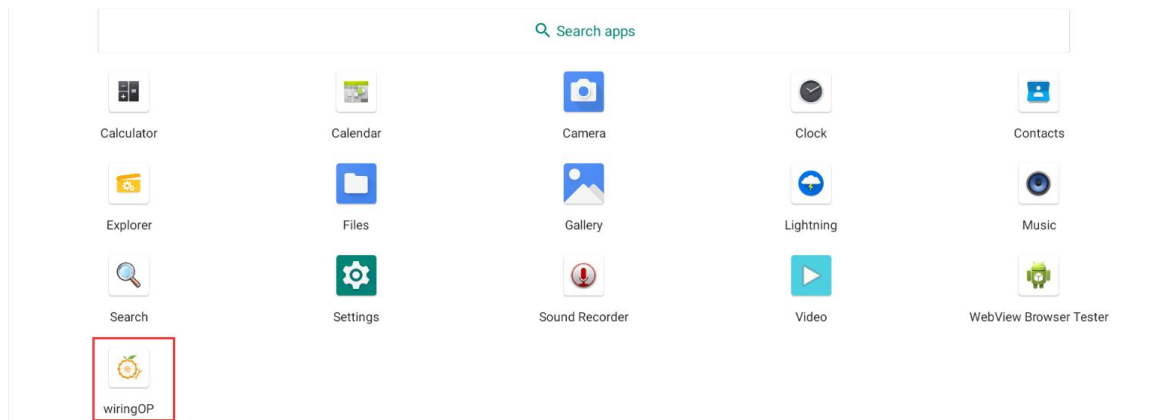 Search apps
Calculator
Calendar
Camera
Clock
Contacts
Explorer
Files
Gallery
Lightning
Music
Search
Settings
Sound Recorder
Video
WebView Browser Tester
wiringOP